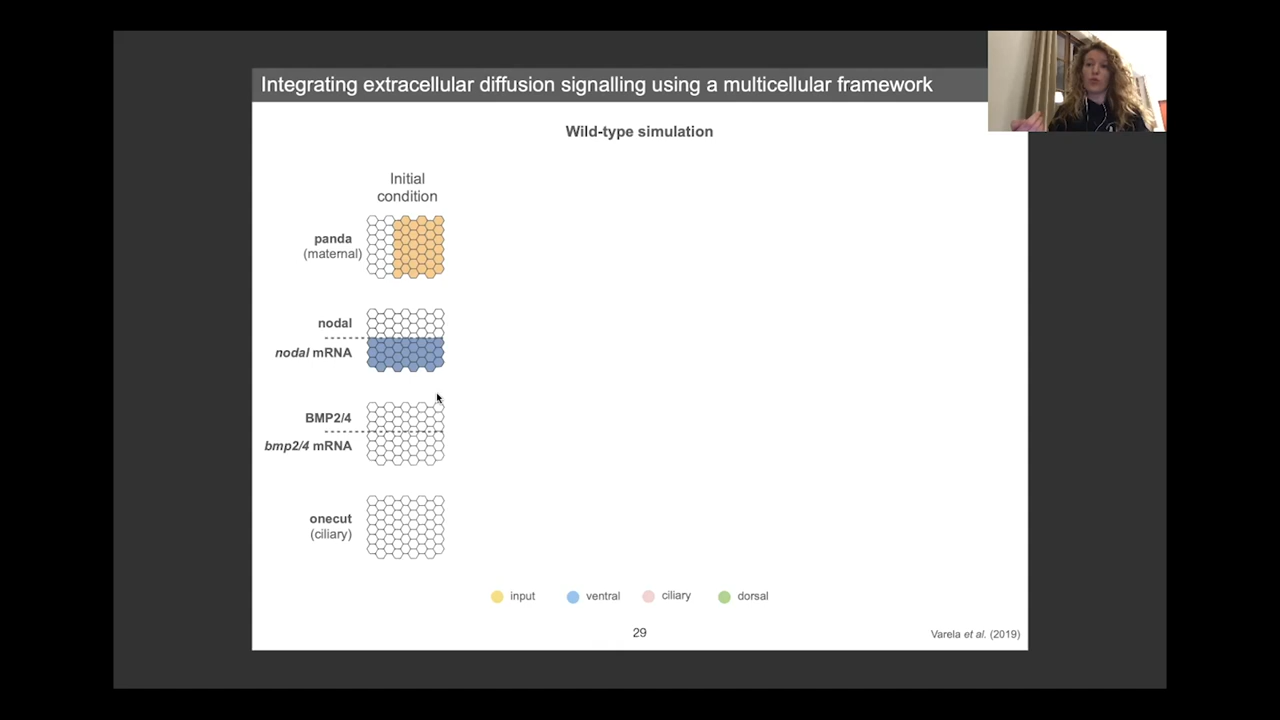 Integrating extracellular diffusion signalling using a multicellular framework
Wild-type simulation
Initial
condition
panda
(maternal)
nodal
nodal mRNA
BMP2/4
bmp2/4 mRNA
onecut
(ciliary)
input
ventral
ciliary
dorsal
29
Varela et al. (2019)